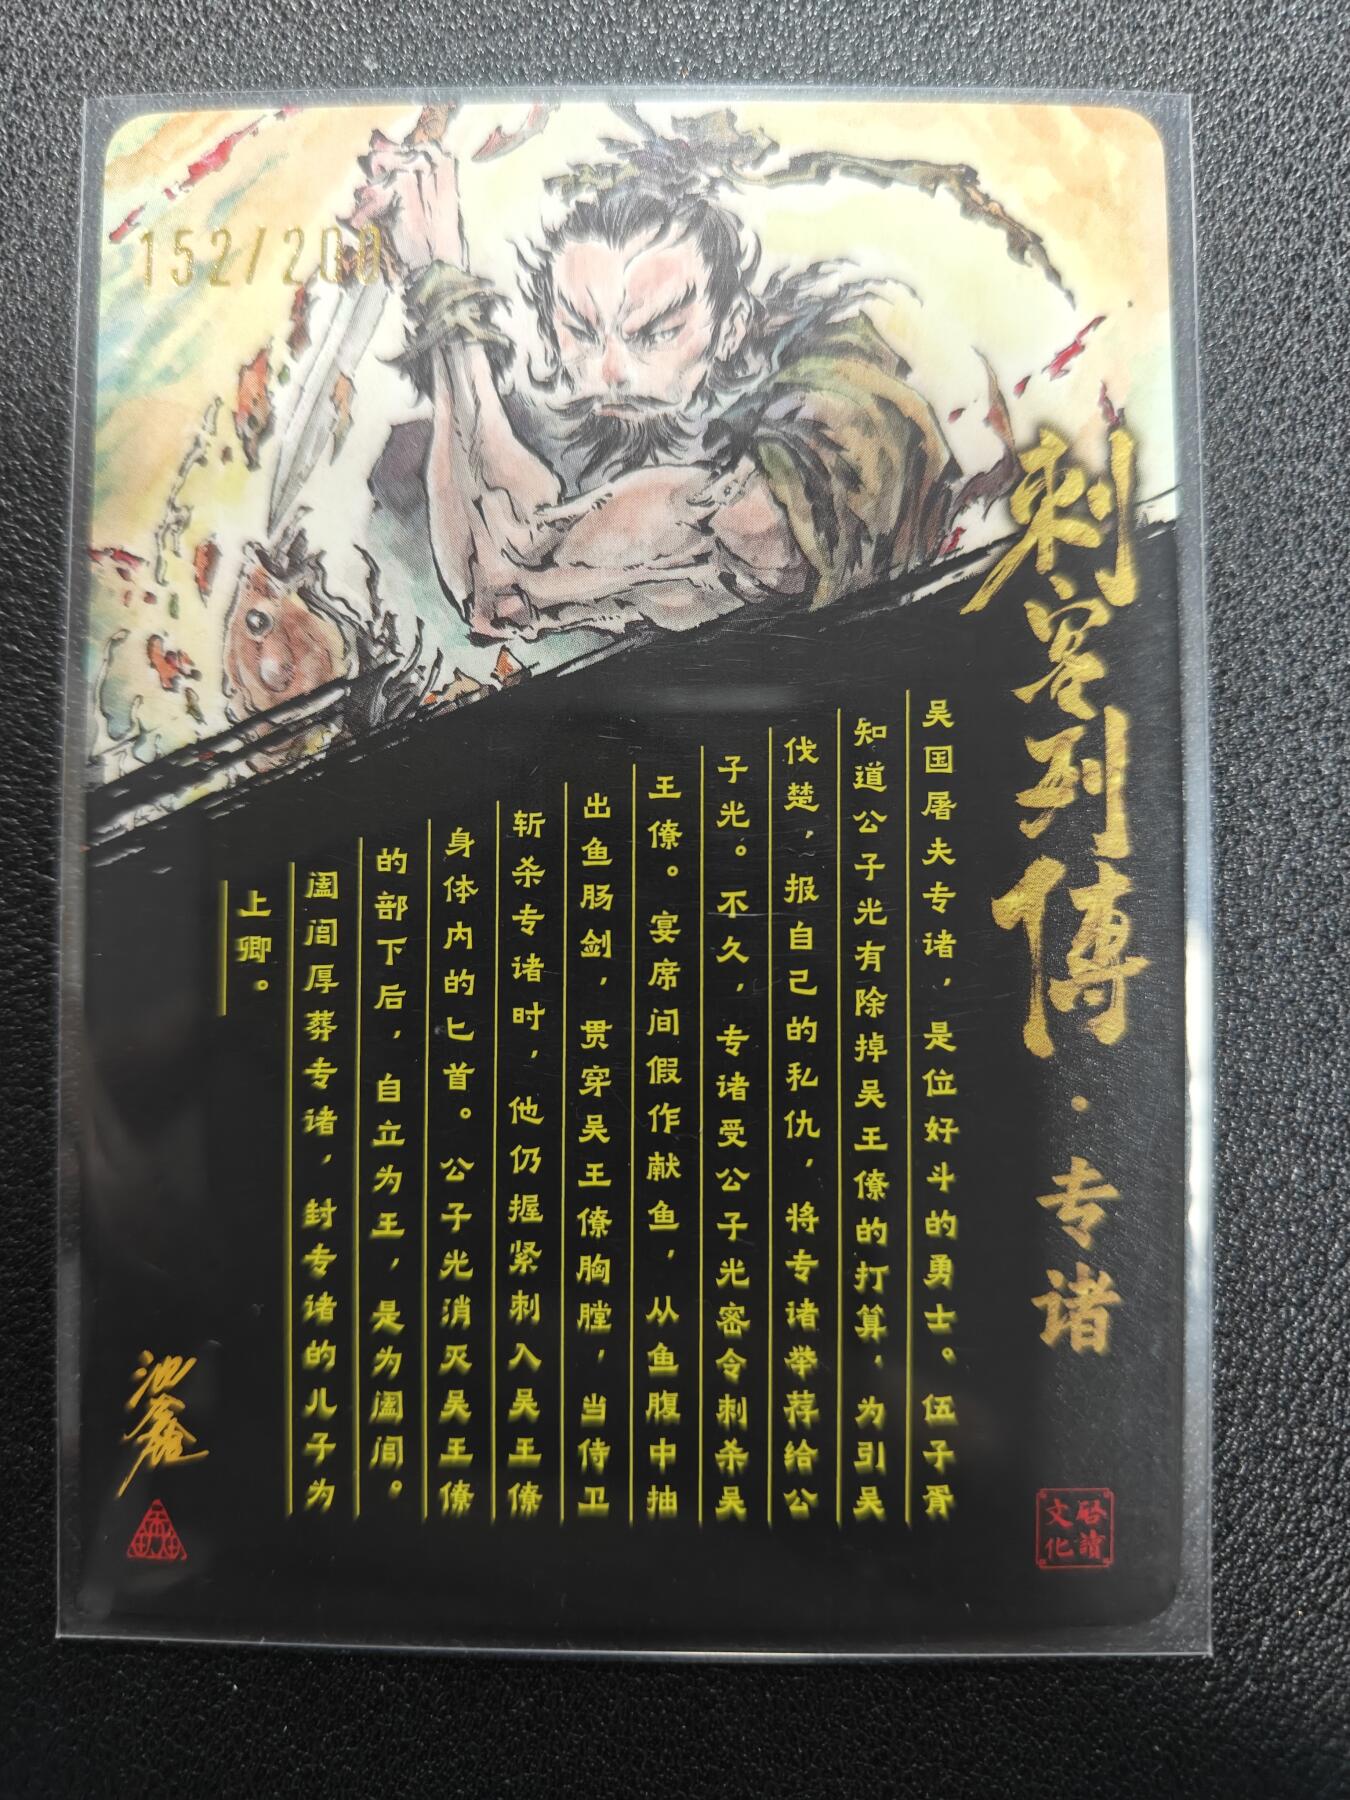 152/200
刺客列傳·专诸
吴国屠夫专诸，是位好斗的勇士。伍子胥
知道公子光有除掉吴王僚的打算，为引吴
伐楚，报自己的私仇，将专诸举荐给公
子光。不久，专诸受公子光密令刺杀吴
王僚。宴席间假作献鱼，从鱼腹中抽
出鱼肠剑，贯穿吴王僚胸膛，当侍卫
斩杀专诸时，他仍握紧刺入吴王僚
身体内的匕首。公子光消灭吴王僚
的部下后，自立为王，是为阖闾。
阖闾厚葬专诸，封专诸的儿子为
上卿。
啓讀
文化